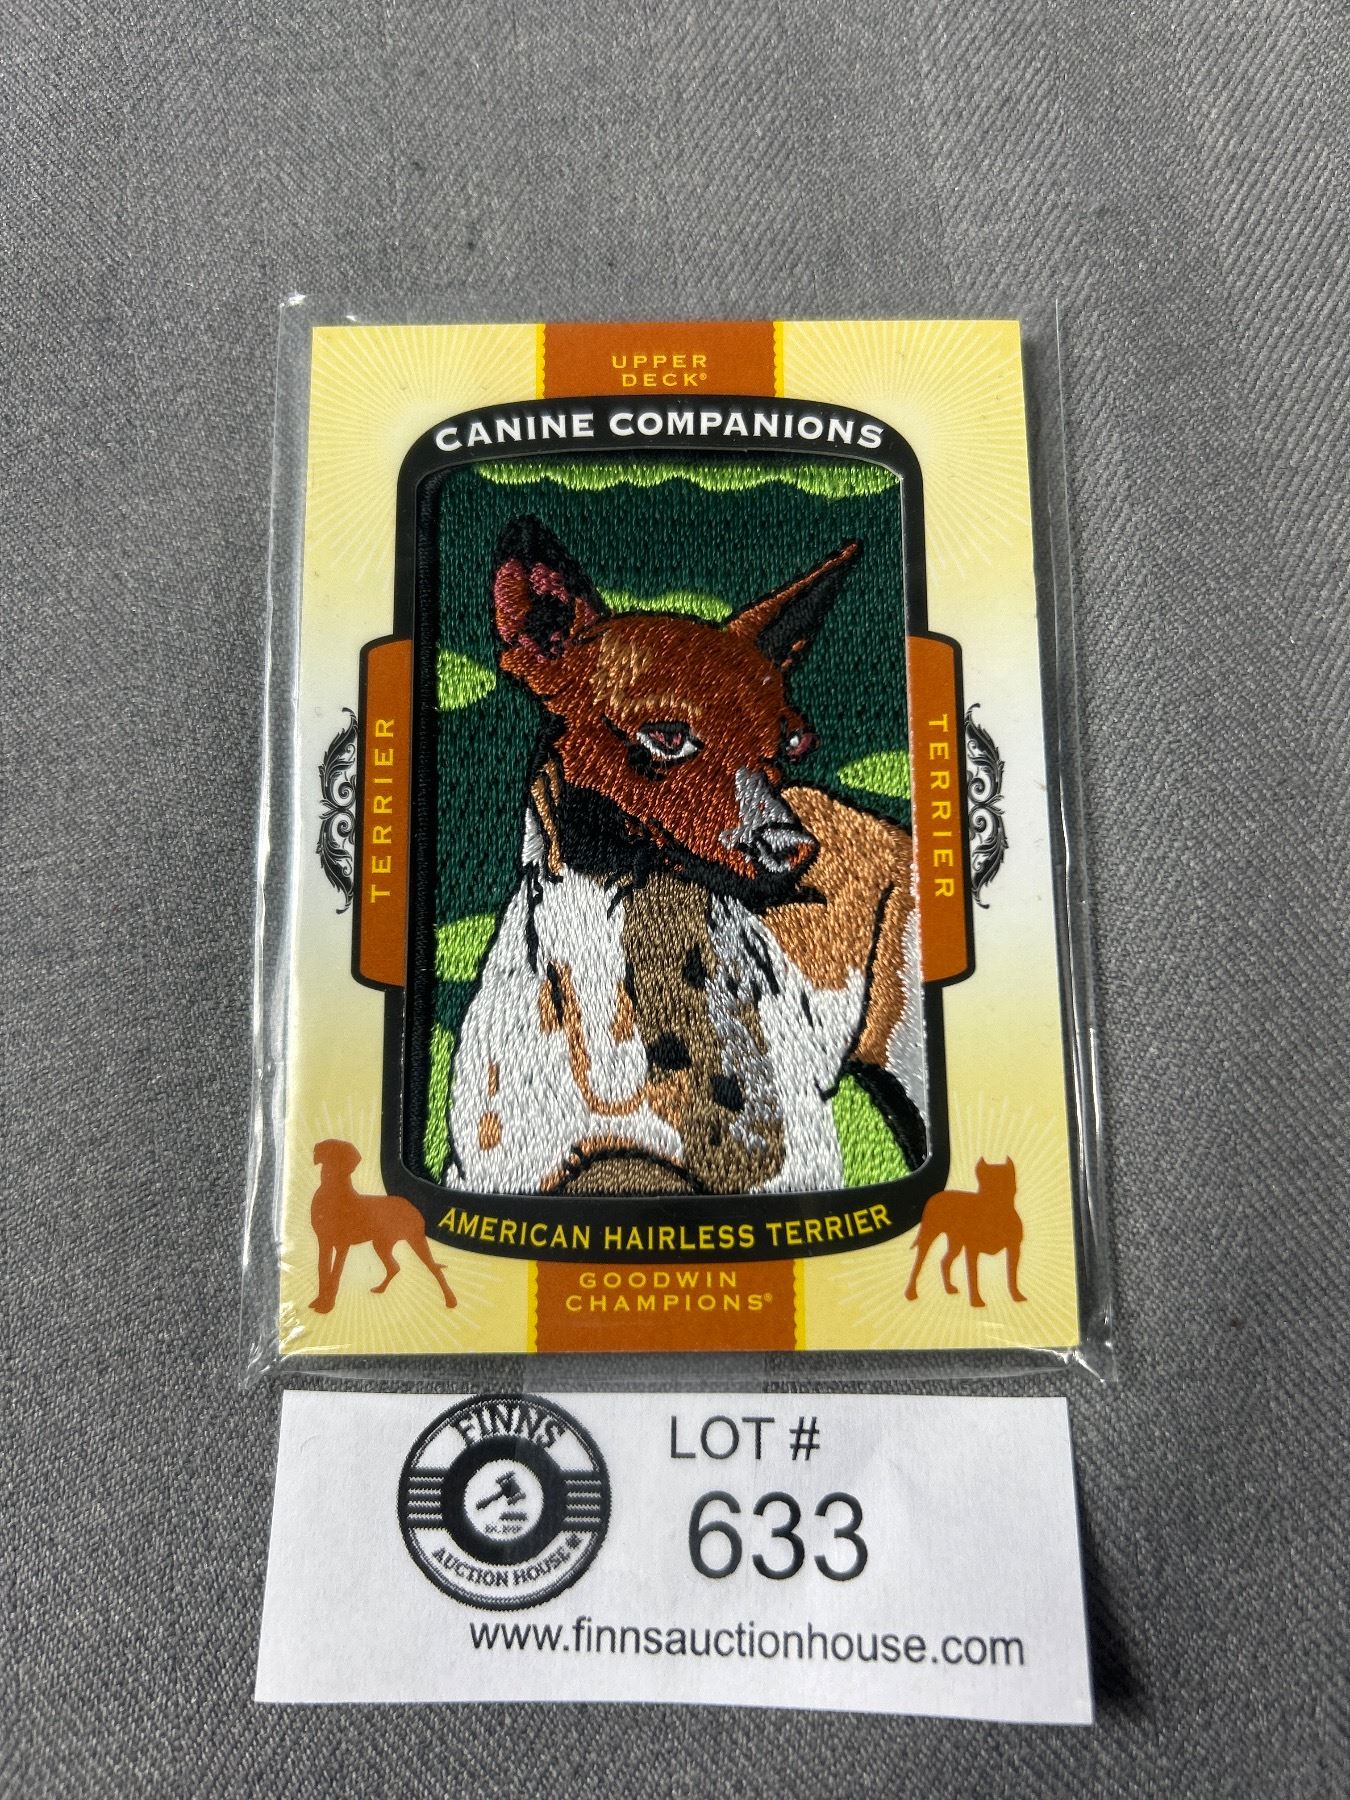 UPPER
DECK®
CANINE COMPANIONS
TERRIER
TERRIER
AMERICAN HAIRLESS TERRIER
GOODWIN
CHAMPIONS®
FINNS
AUCTION HOUSE
LOT #
633
www.finnsauctionhouse.com